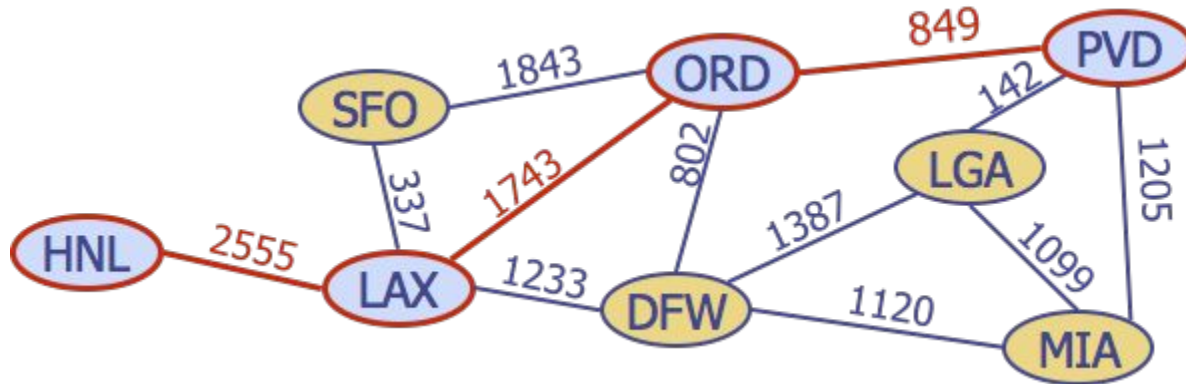 849
PVD
1843
ORD
142
SFO
802
LGA
1205
337
1743
1387
HNL
2555
1099
LAX
1233
DFW
1120
MIA